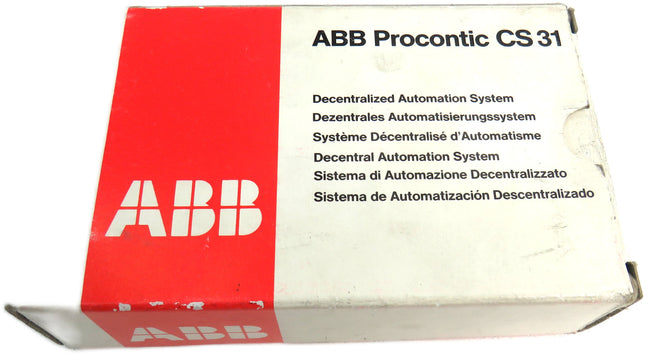 ABB Procontic CS 31
Decentralized Automation System
Dezentrales Automatisierungssystem
Système Décentralisé d'Automatisme
Decentral Automation System
Sistema di Automazione Decentralizzato
Sistema de Automatización Descentralizado
ABB
ABB